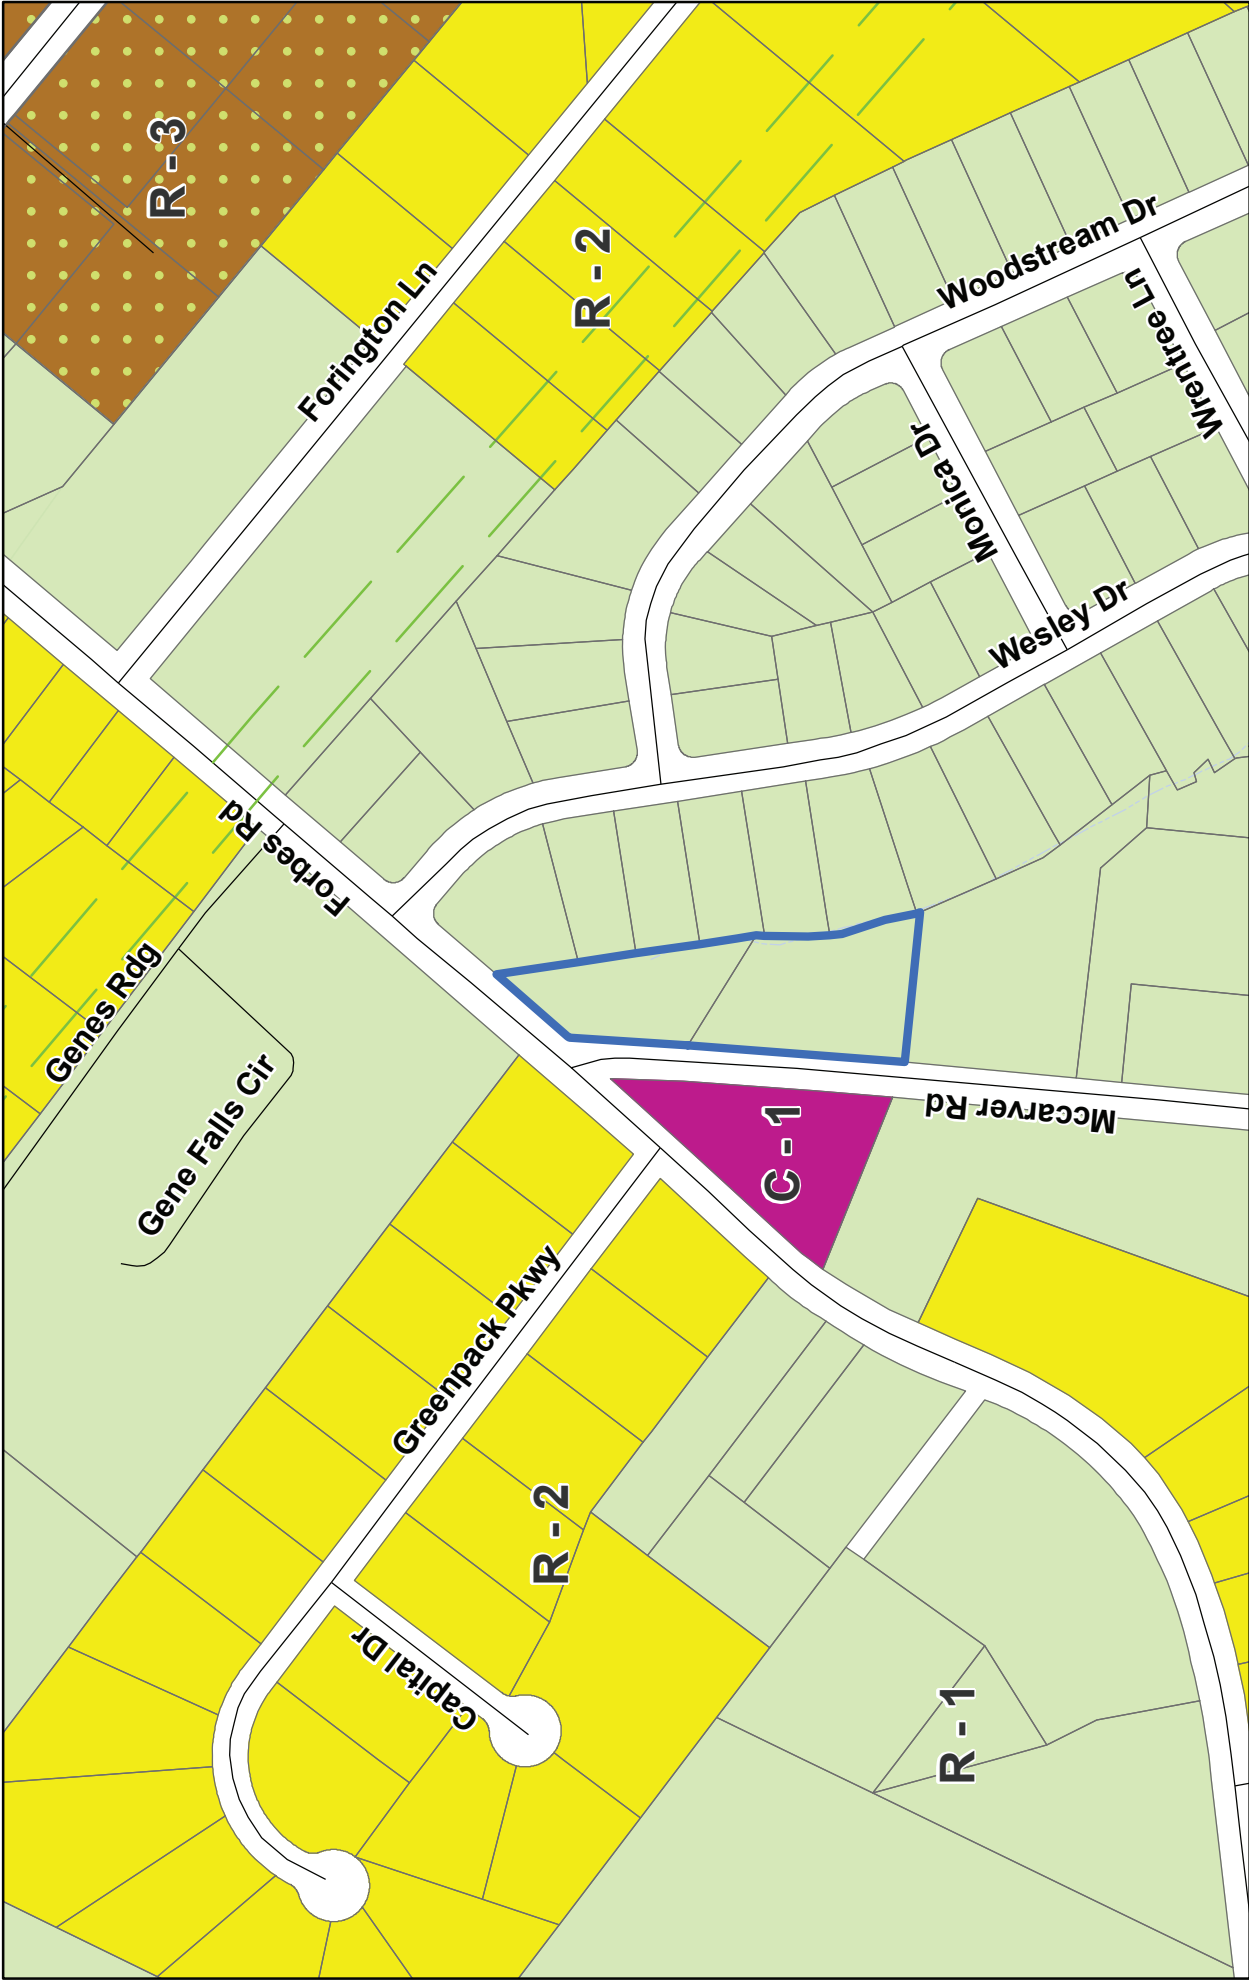 R - 3
Forington Ln
R - 2
Woodstream Dr
Wrentree Ln
Monica Dr
Wesley Dr
Forbes Rd
Genes Rdg
Gene Falls Cir
Mccarver Rd
C - 1
Greenpack Pkwy
R - 2
Capital Dr
R - 1